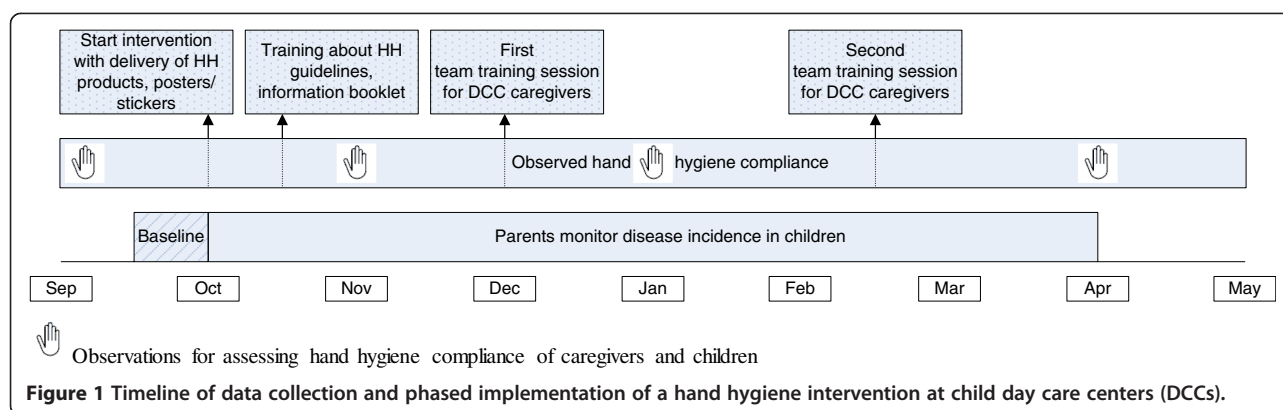 Start intervention
with delivery of HH
products, posters/
stickers
Training about HH
guidelines,
information booklet
First
team training session
for DCC caregivers
Second
team training session
for DCC caregivers
Observed hand hygiene compliance
Baseline
Parents monitor disease incidence in children
Sep Oct Nov Dec Jan Feb Mar Apr May
Observations for assessing hand hygiene compliance of caregivers and children
Figure 1 Timeline of data collection and phased implementation of a hand hygiene intervention at child day care centers (DCCs).